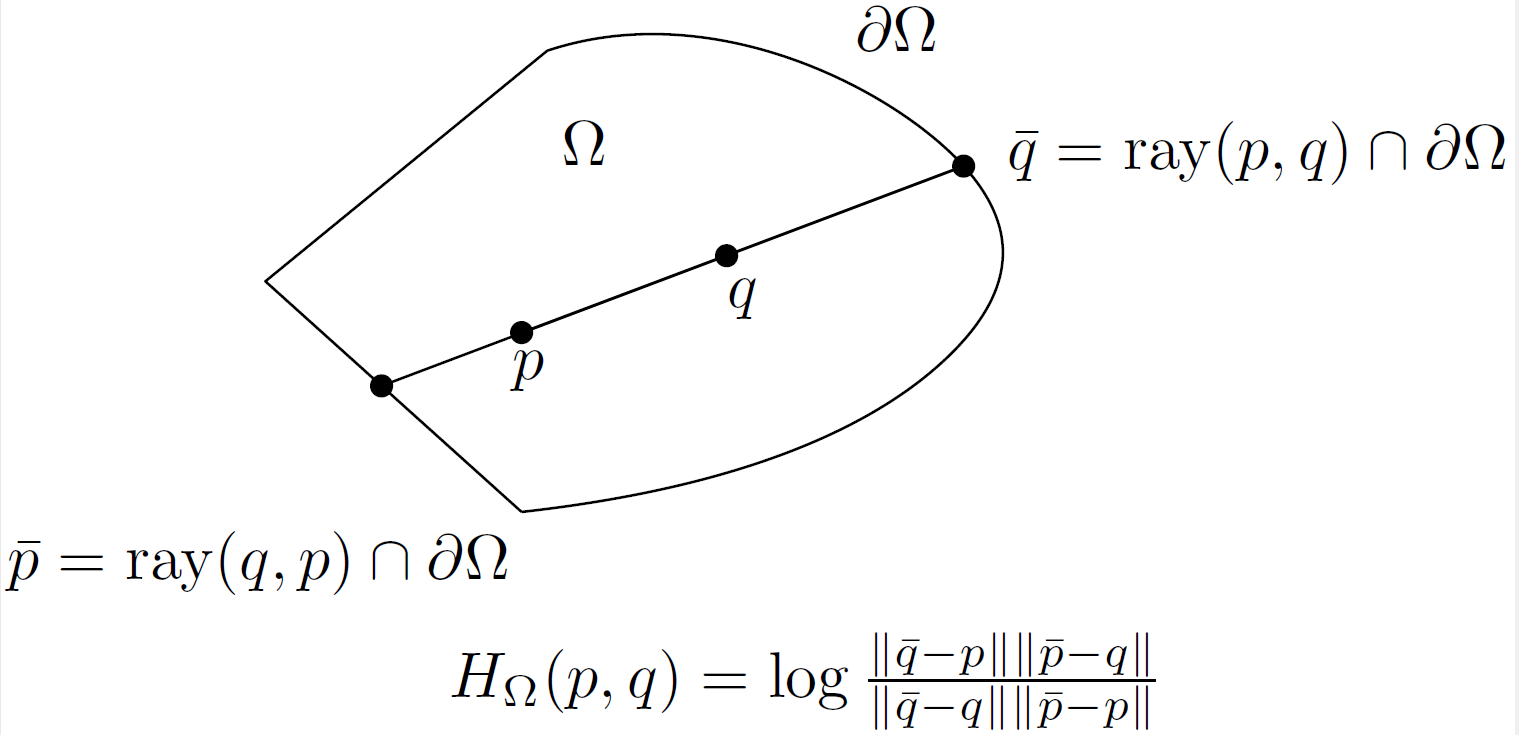 ∂Ω
Ω
q̄ = ray(p, q) ∩ ∂Ω
q
p
p̄ = ray(q, p) ∩ ∂Ω
H_Ω(p, q) = log ‖q̄−p‖‖p̄−q‖ / ‖q̄−q‖‖p̄−p‖